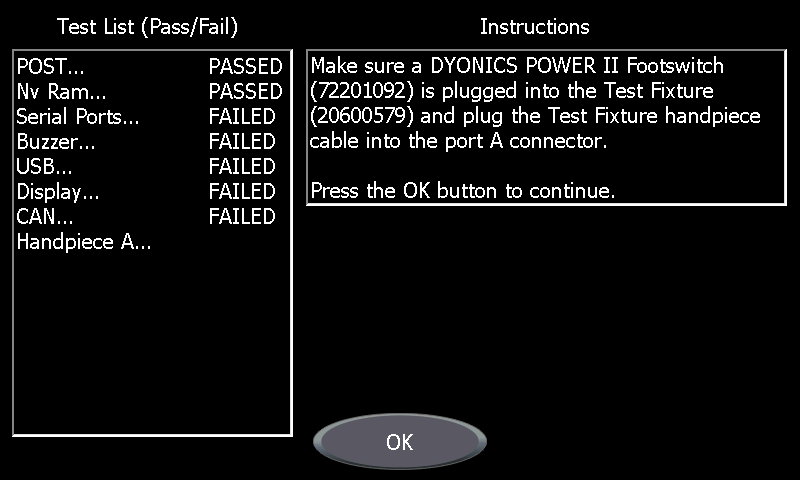 Test List (Pass/Fail)
POST... PASSED
Nv Ram... PASSED
Serial Ports... FAILED
Buzzer... FAILED
USB... FAILED
Display... FAILED
CAN... FAILED
Handpiece A...
Instructions
Make sure a DYONICS POWER II Footswitch
(72201092) is plugged into the Test Fixture
(20600579) and plug the Test Fixture handpiece
cable into the port A connector.
Press the OK button to continue.
OK